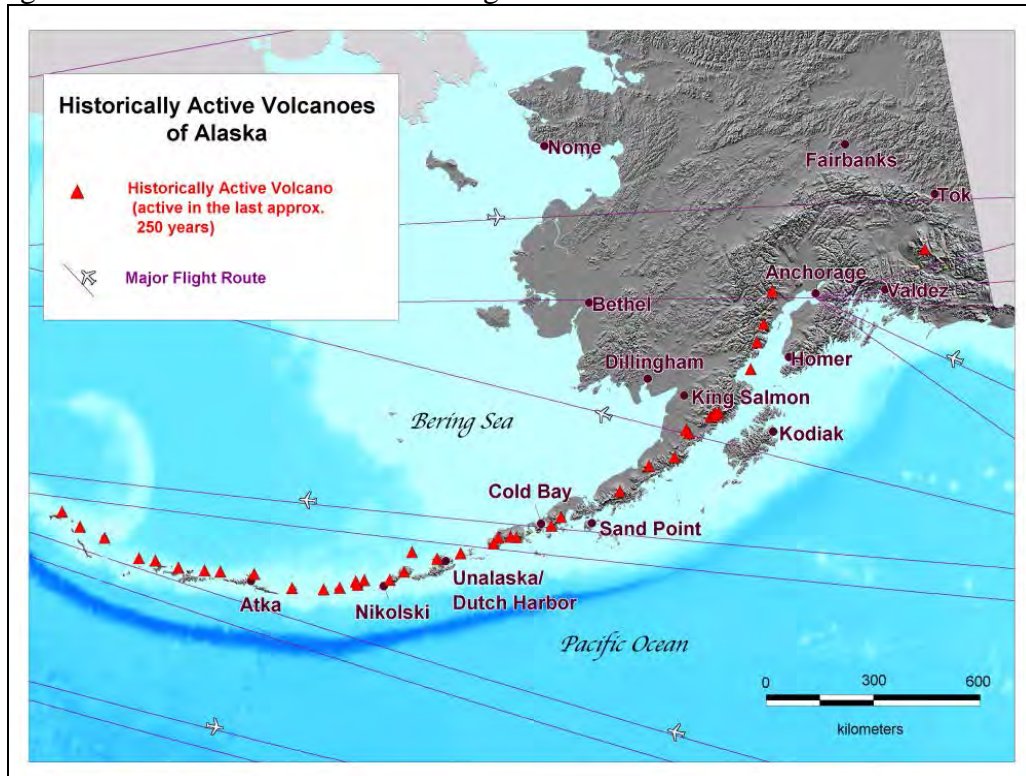 Historically Active Volcanoes
of Alaska
Historically Active Volcano
(active in the last approx.
250 years)
Major Flight Route
Nome
Fairbanks
Tok
Anchorage
Valdez
Bethel
Homer
Dillingham
King Salmon
Bering Sea
Kodiak
Cold Bay
Sand Point
Unalaska/
Dutch Harbor
Atka
Nikolski
Pacific Ocean
0 300 600
kilometers